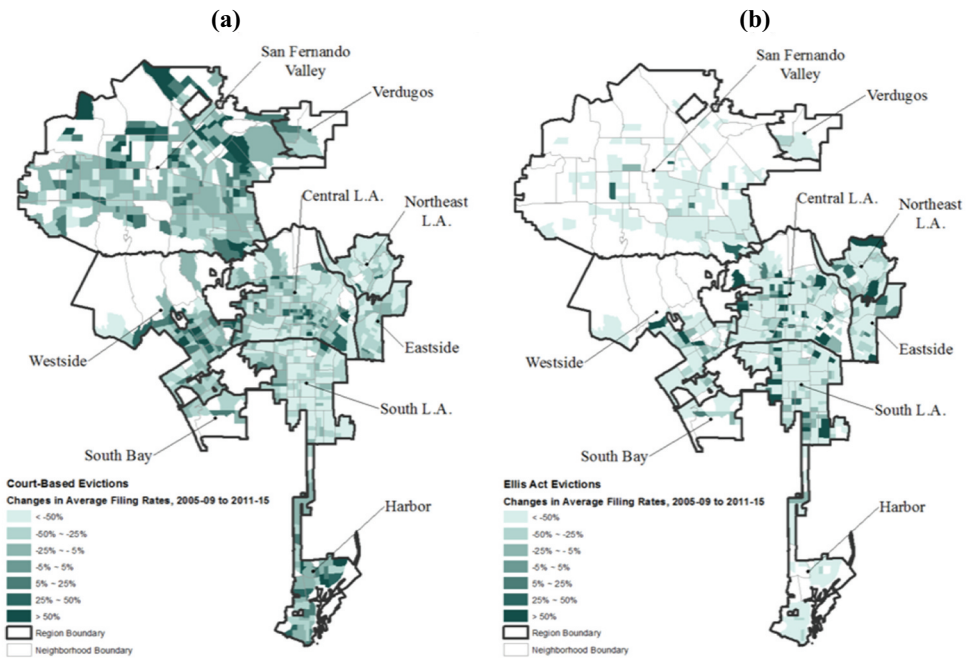 (a)
San Fernando
Valley
Verdugos
Central L.A.
Northeast
L.A.
Westside
Eastside
South L.A.
South Bay
Harbor
Court-Based Evictions
Changes in Average Filing Rates, 2005-09 to 2011-15
< -50%
-50% ~ -25%
-25% ~ - 5%
-5% ~ 5%
5% ~ 25%
25% ~ 50%
> 50%
Region Boundary
Neighborhood Boundary
(b)
San Fernando
Valley
Verdugos
Central L.A.
Northeast
L.A.
Westside
Eastside
South L.A.
South Bay
Harbor
Ellis Act Evictions
Changes in Average Filing Rates, 2005-09 to 2011-15
< -50%
-50% ~ -25%
-25% ~ - 5%
-5% ~ 5%
5% ~ 25%
25% ~ 50%
> 50%
Region Boundary
Neighborhood Boundary